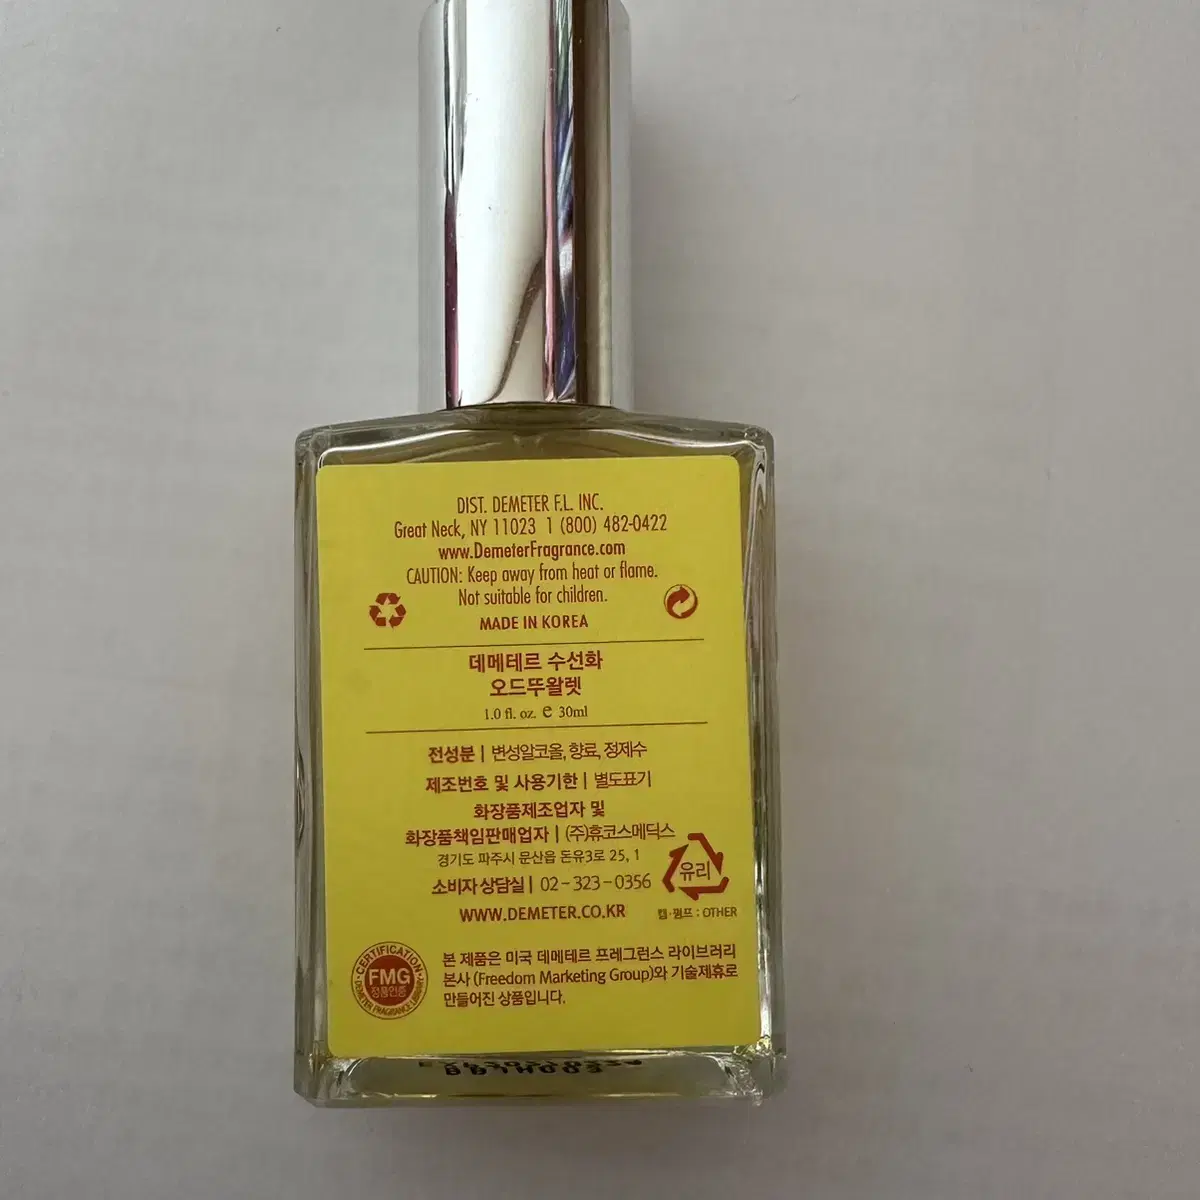 DIST. DEMETER F.L. INC.
Great Neck, NY 11023 1 (800) 482-0422
www.DemeterFragrance.com
CAUTION: Keep away from heat or flame.
Not suitable for children.
MADE IN KOREA
데메테르 수선화
오드뚜왈렛
1.0 fl. oz. e 30ml
전성분 | 변성알코올, 향료, 정제수
제조번호 및 사용기한 | 별도표기
화장품제조업자 및
화장품책임판매업자 | (주)휴코스메딕스
경기도 파주시 문산읍 돈유3로 25, 1
소비자 상담실 | 02-323-0356
WWW.DEMETER.CO.KR
유리
캡·펌프 : OTHER
CERTIFICATION
FMG
정품인증
DEMETER FRAGRANCE LIBRARY
본 제품은 미국 데메테르 프레그런스 라이브러리
본사 (Freedom Marketing Group)와 기술제휴로
만들어진 상품입니다.